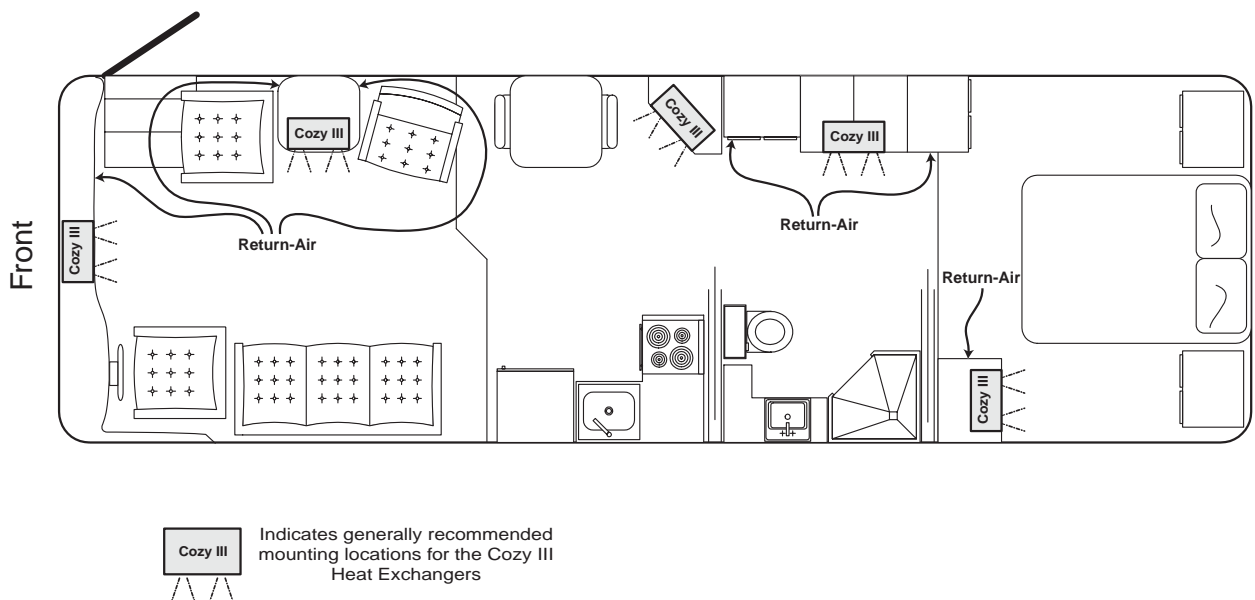 Cozy III
Cozy III
Cozy III
Return-Air
Return-Air
Front
Cozy III
Return-Air
Cozy III
Cozy III
Indicates generally recommended
mounting locations for the Cozy III
Heat Exchangers